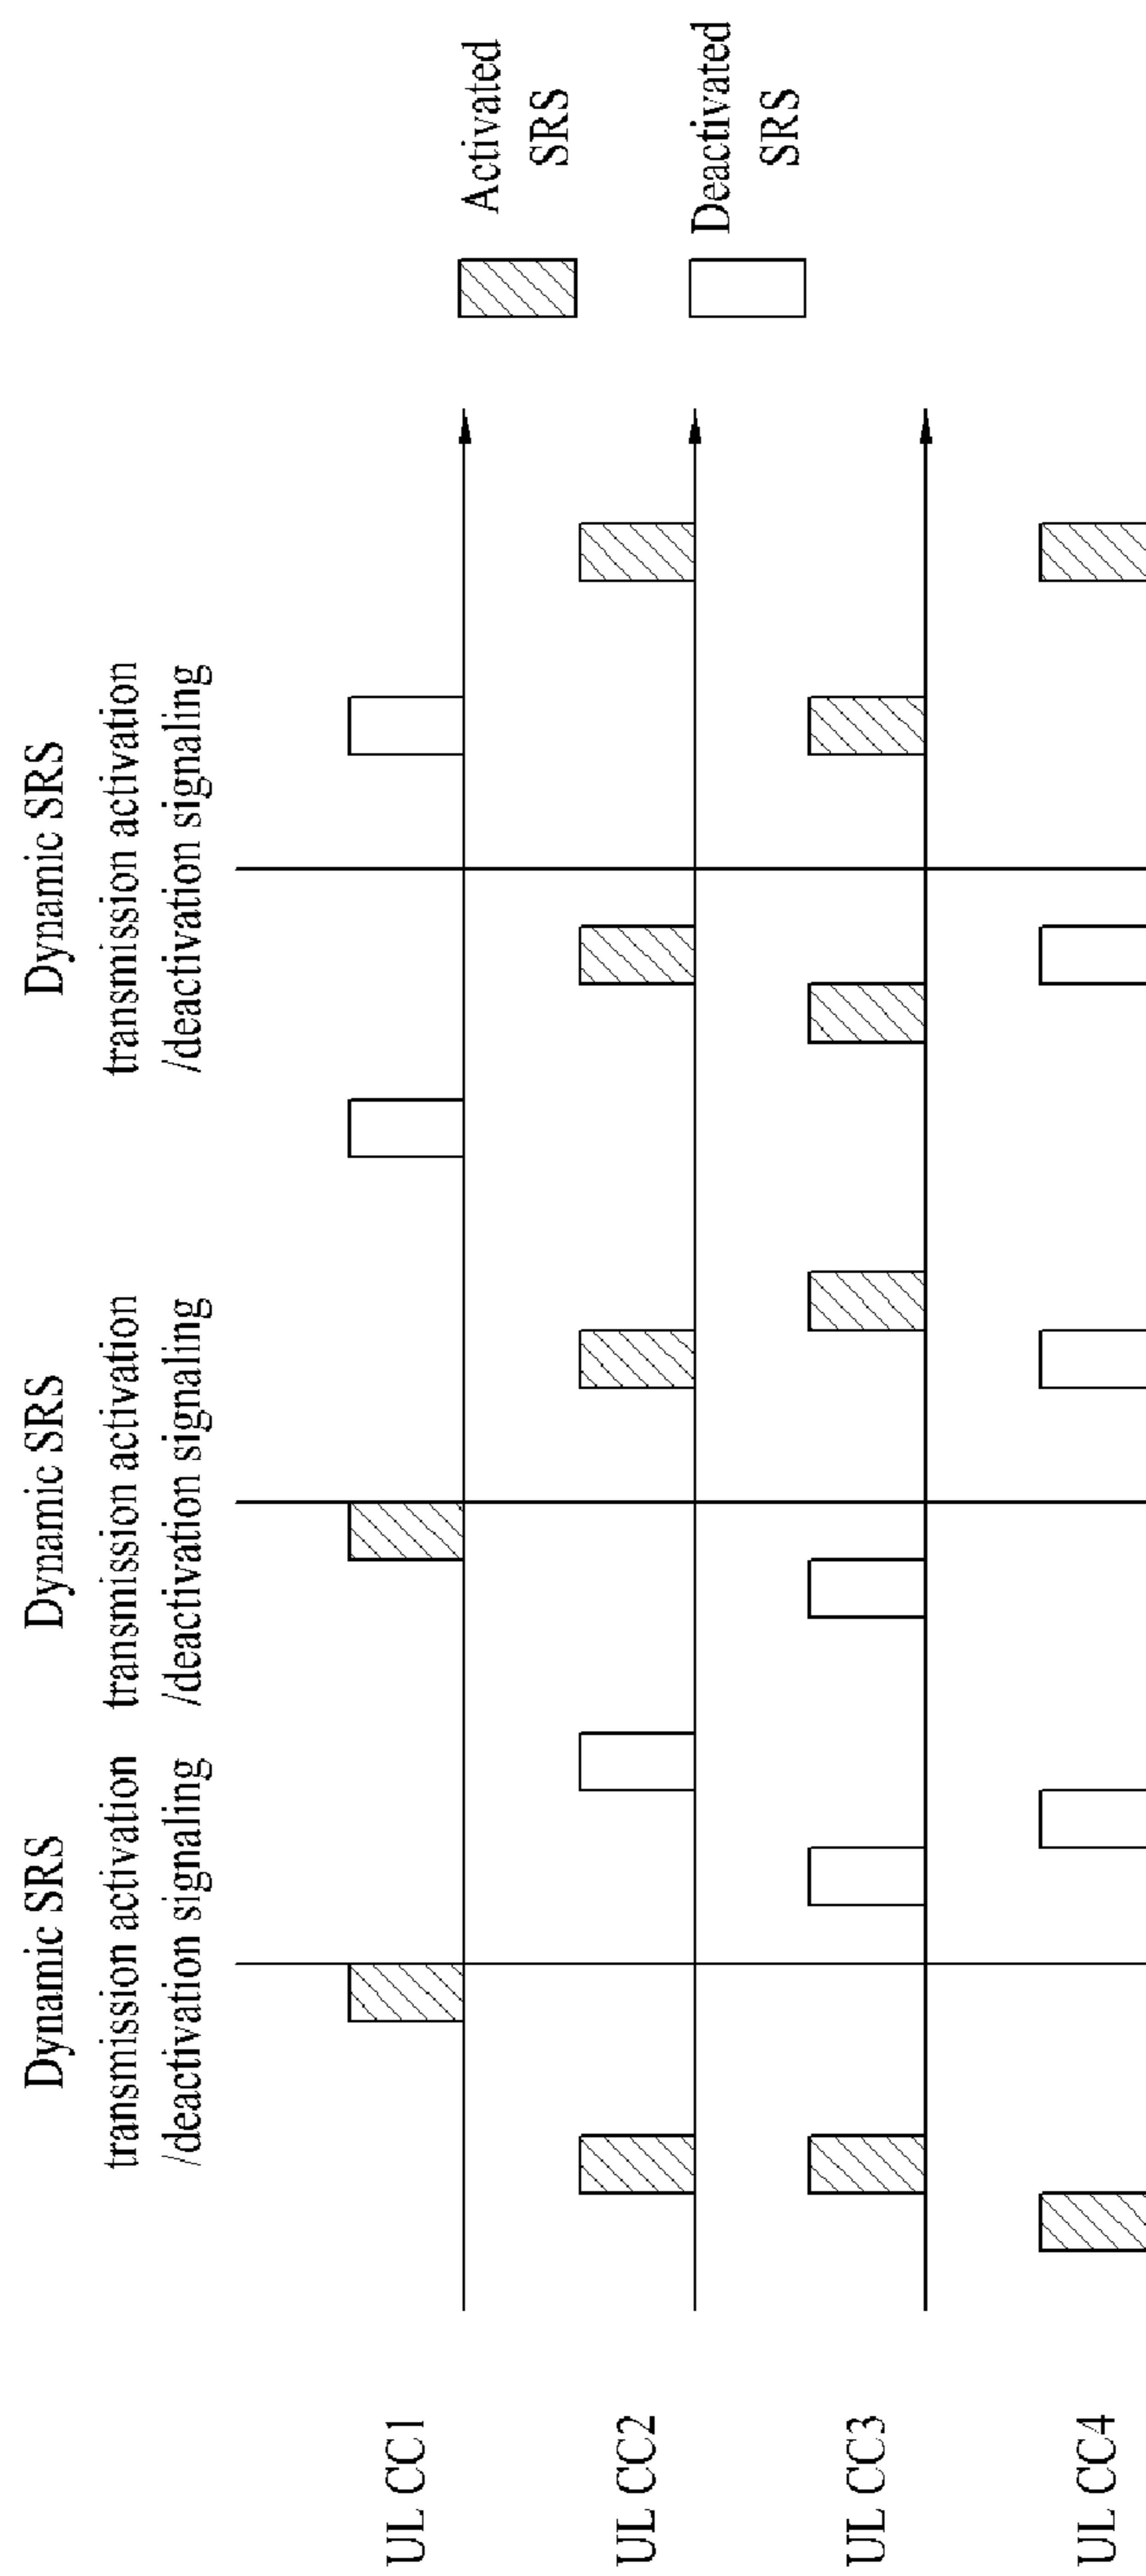 Dynamic SRS
transmission activation
/deactivation signaling
Dynamic SRS
transmission activation
/deactivation signaling
Dynamic SRS
transmission activation
/deactivation signaling
UL CC1
UL CC2
UL CC3
UL CC4
Activated
SRS
Deactivated
SRS